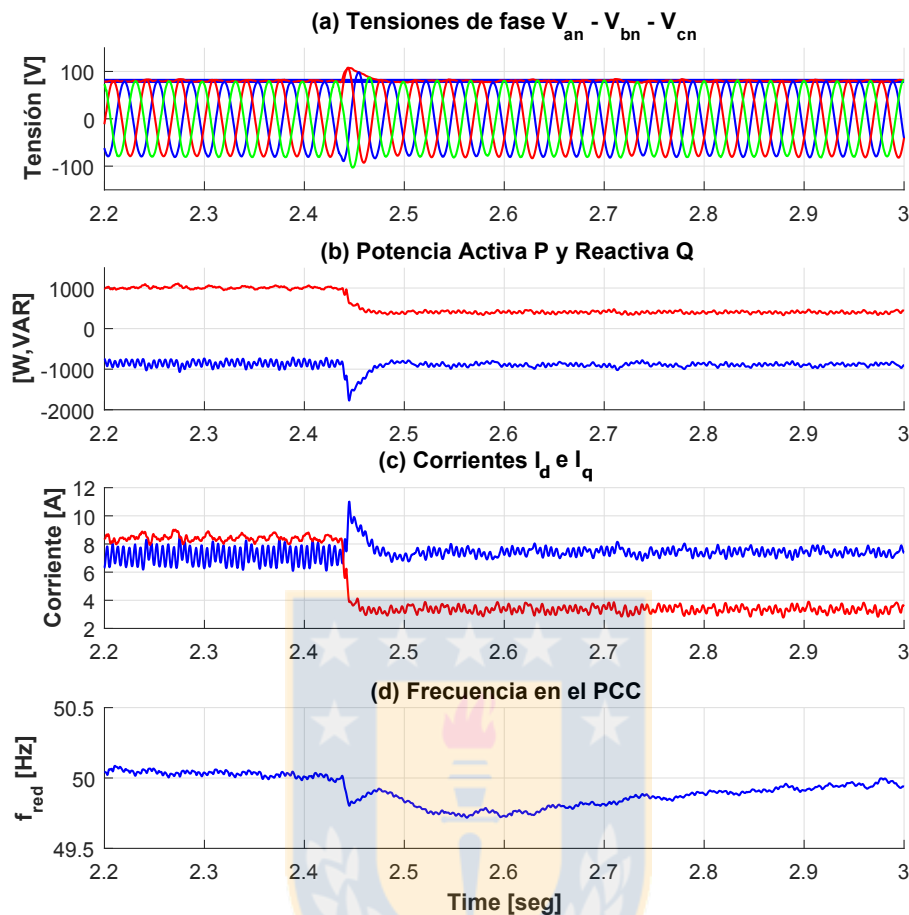 (a) Tensiones de fase V_an - V_bn - V_cn
Tensión [V]
100
0
-100
2.2 2.3 2.4 2.5 2.6 2.7 2.8 2.9 3
(b) Potencia Activa P y Reactiva Q
[W,VAR]
1000
0
-1000
-2000
2.2 2.3 2.4 2.5 2.6 2.7 2.8 2.9 3
(c) Corrientes I_d e I_q
Corriente [A]
12
10
8
6
4
2
2.2 2.3 2.4 2.5 2.6 2.7 2.8 2.9 3
(d) Frecuencia en el PCC
f_red [Hz]
50.5
50
49.5
2.2 2.3 2.4 2.5 2.6 2.7 2.8 2.9 3
Time [seg]